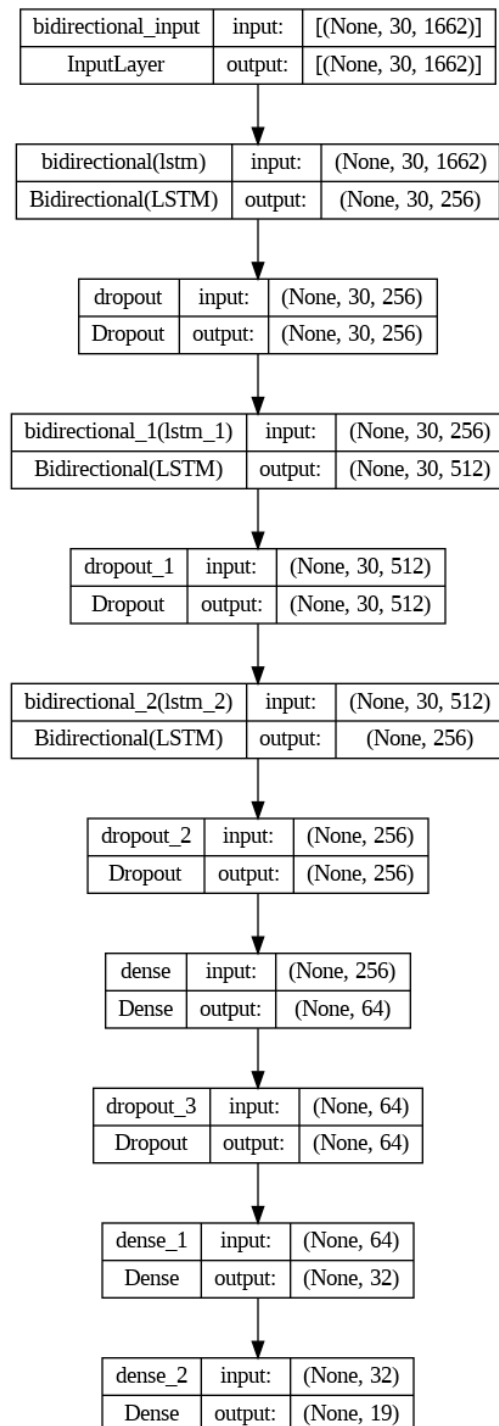 bidirectional_input input: [(None, 30, 1662)]
InputLayer output: [(None, 30, 1662)]
bidirectional(lstm) input: (None, 30, 1662)
Bidirectional(LSTM) output: (None, 30, 256)
dropout input: (None, 30, 256)
Dropout output: (None, 30, 256)
bidirectional_1(lstm_1) input: (None, 30, 256)
Bidirectional(LSTM) output: (None, 30, 512)
dropout_1 input: (None, 30, 512)
Dropout output: (None, 30, 512)
bidirectional_2(lstm_2) input: (None, 30, 512)
Bidirectional(LSTM) output: (None, 256)
dropout_2 input: (None, 256)
Dropout output: (None, 256)
dense input: (None, 256)
Dense output: (None, 64)
dropout_3 input: (None, 64)
Dropout output: (None, 64)
dense_1 input: (None, 64)
Dense output: (None, 32)
dense_2 input: (None, 32)
Dense output: (None, 19)